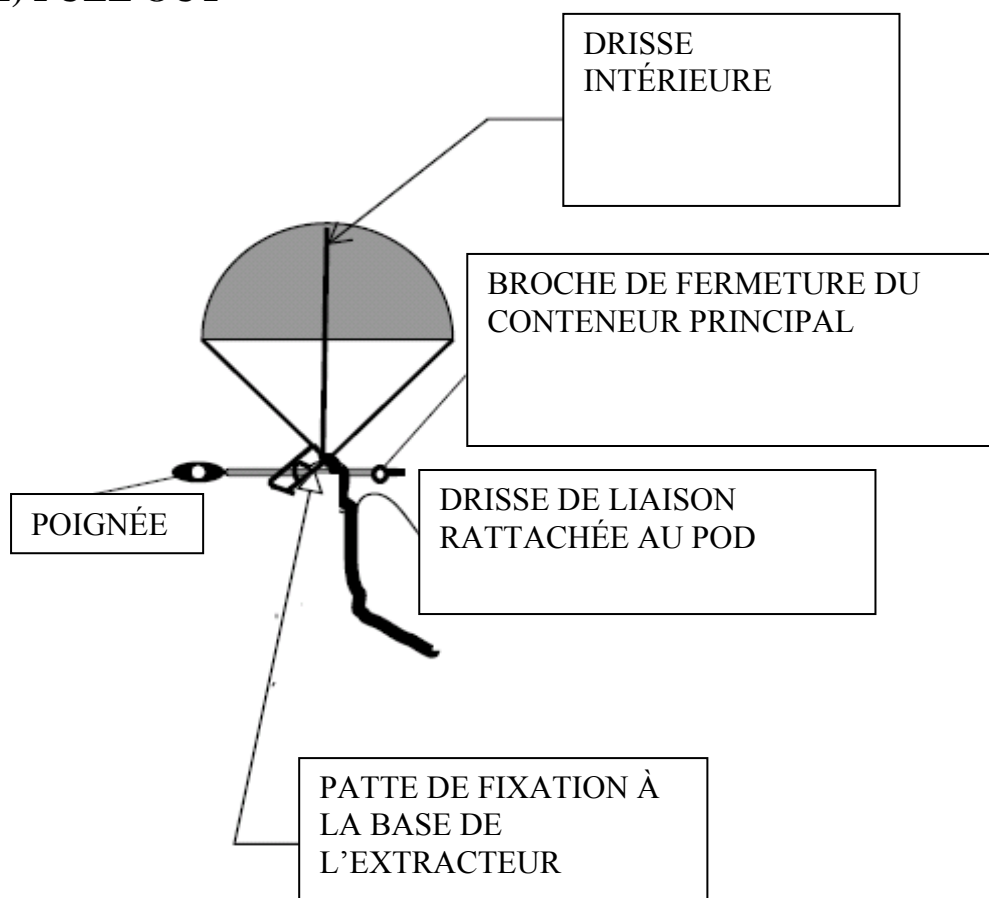 DRISSE
INTÉRIEURE
BROCHE DE FERMETURE DU
CONTENEUR PRINCIPAL
POIGNÉE
DRISSE DE LIAISON
RATTACHÉE AU POD
PATTE DE FIXATION À
LA BASE DE
L'EXTRACTEUR